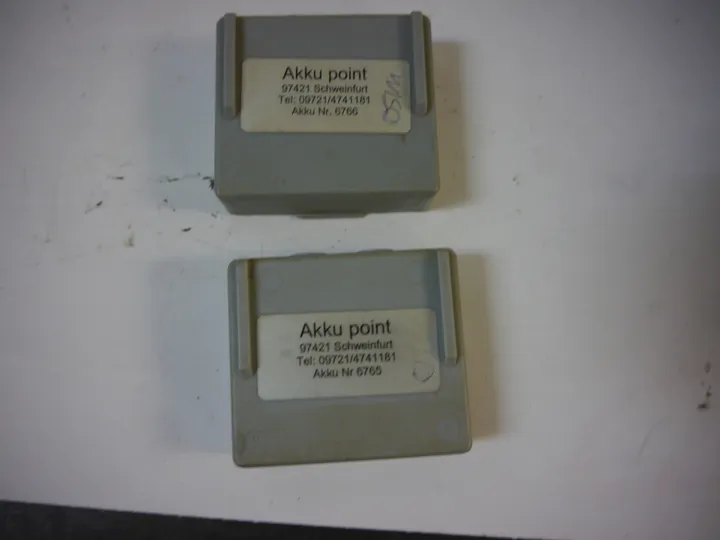 Akku point
97421 Schweinfurt
Tel: 09721/4741181
Akku Nr. 6766
Akku point
97421 Schweinfurt
Tel: 09721/4741181
Akku Nr 6765